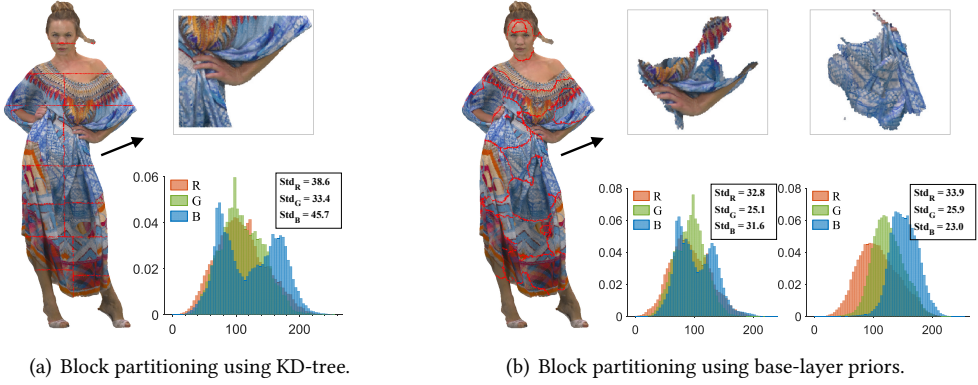 Std_R = 38.6
Std_G = 33.4
Std_B = 45.7
R
G
B
0.06
0.04
0.02
0
0 100 200
(a) Block partitioning using KD-tree.
Std_R = 32.8
Std_G = 25.1
Std_B = 31.6
R
G
B
0.08
0.06
0.04
0.02
0
0 100 200
Std_R = 33.9
Std_G = 25.9
Std_B = 23.0
R
G
B
0.08
0.06
0.04
0.02
0
0 100 200
(b) Block partitioning using base-layer priors.